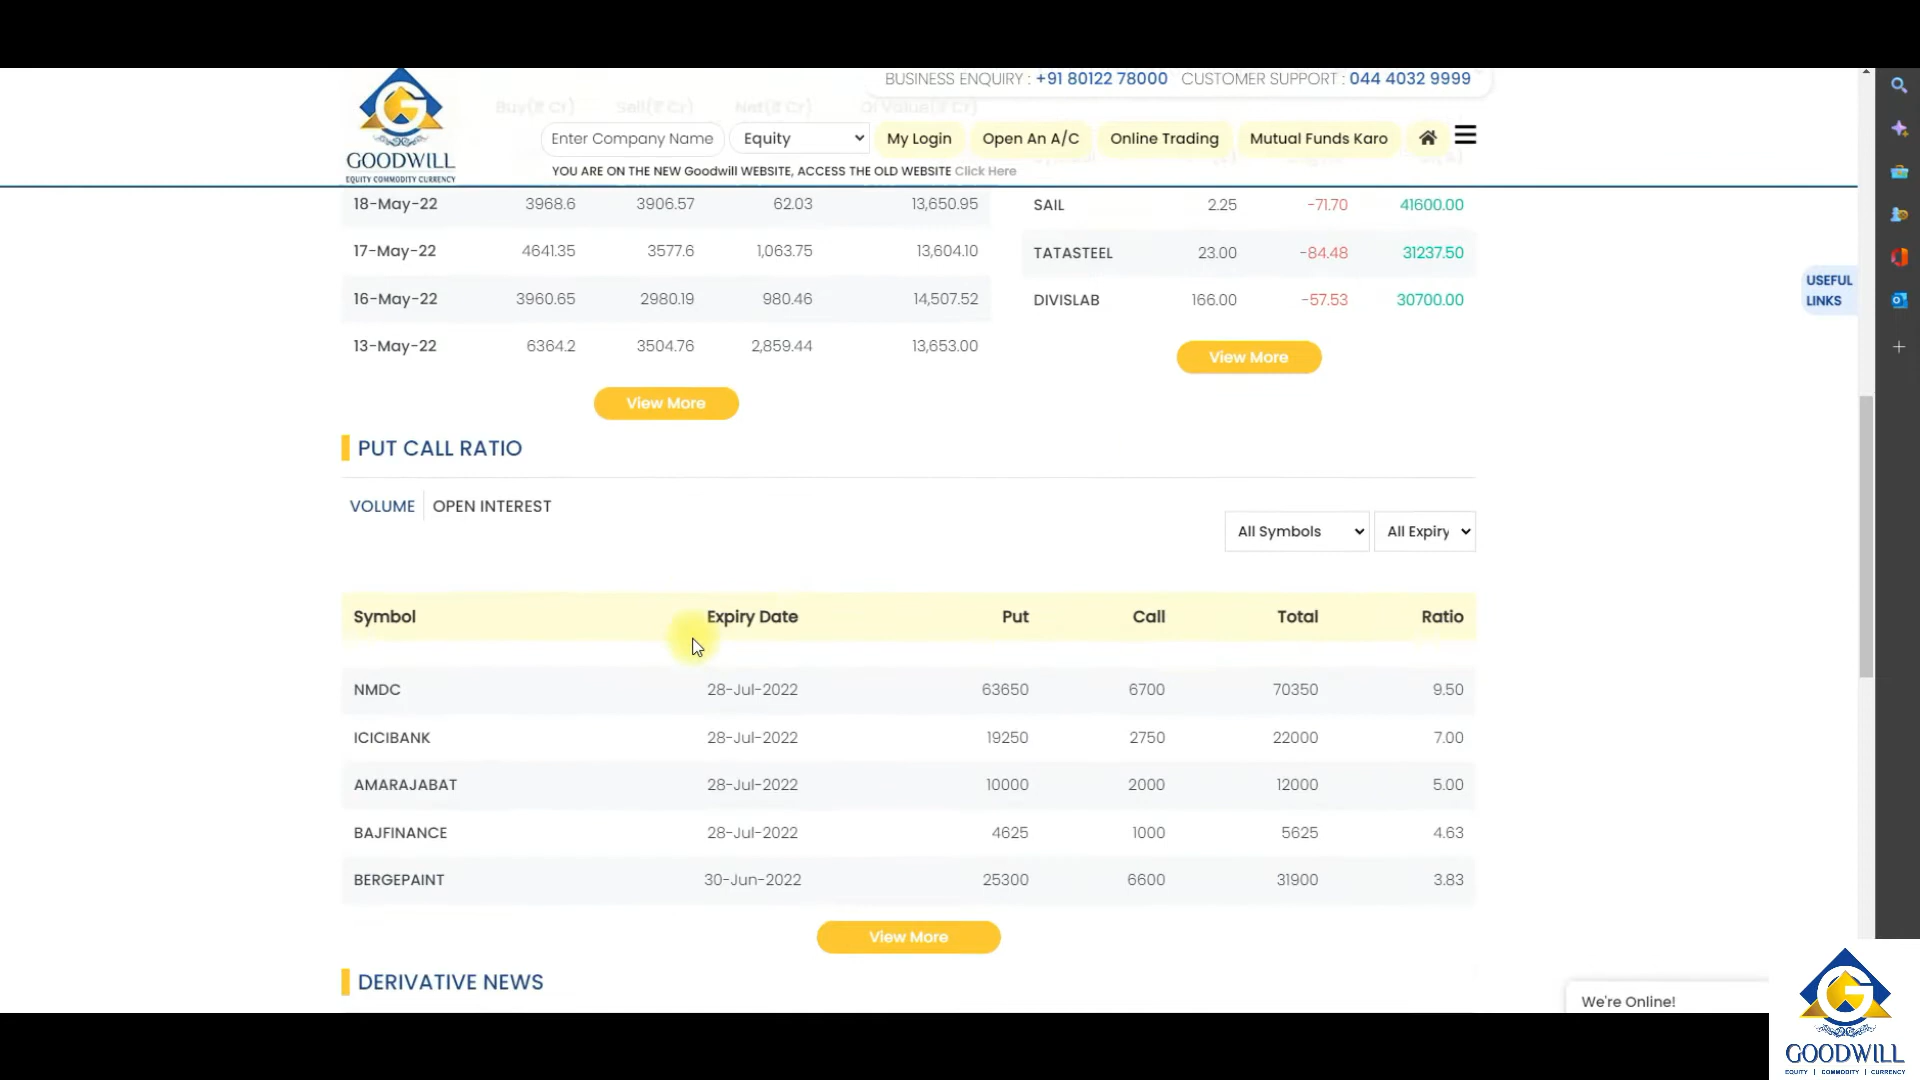 BUSINESS ENQUIRY : +91 80122 78000 CUSTOMER SUPPORT : 044 4032 9999
Buy(₹ Cr) Sell(₹ Cr) Net(₹ Cr)
Enter Company Name Equity My Login Open An A/C Online Trading Mutual Funds Karo
GOODWILL
EQUITY COMMODITY CURRENCY
YOU ARE ON THE NEW Goodwill WEBSITE, ACCESS THE OLD WEBSITE Click Here
18-May-22 3968.6 3906.57 62.03 13,650.95
17-May-22 4641.35 3577.6 1,063.75 13,604.10
16-May-22 3960.65 2980.19 980.46 14,507.52
13-May-22 6364.2 3504.76 2,859.44 13,653.00
View More
SAIL 2.25 -71.70 41600.00
TATASTEEL 23.00 -84.48 31237.50
DIVISLAB 166.00 -57.53 30700.00
View More
USEFUL
LINKS
PUT CALL RATIO
VOLUME OPEN INTEREST
All Symbols All Expiry
Symbol Expiry Date Put Call Total Ratio
NMDC 28-Jul-2022 63650 6700 70350 9.50
ICICIBANK 28-Jul-2022 19250 2750 22000 7.00
AMARAJABAT 28-Jul-2022 10000 2000 12000 5.00
BAJFINANCE 28-Jul-2022 4625 1000 5625 4.63
BERGEPAINT 30-Jun-2022 25300 6600 31900 3.83
View More
DERIVATIVE NEWS
We're Online!
GOODWILL
EQUITY | COMMODITY | CURRENCY